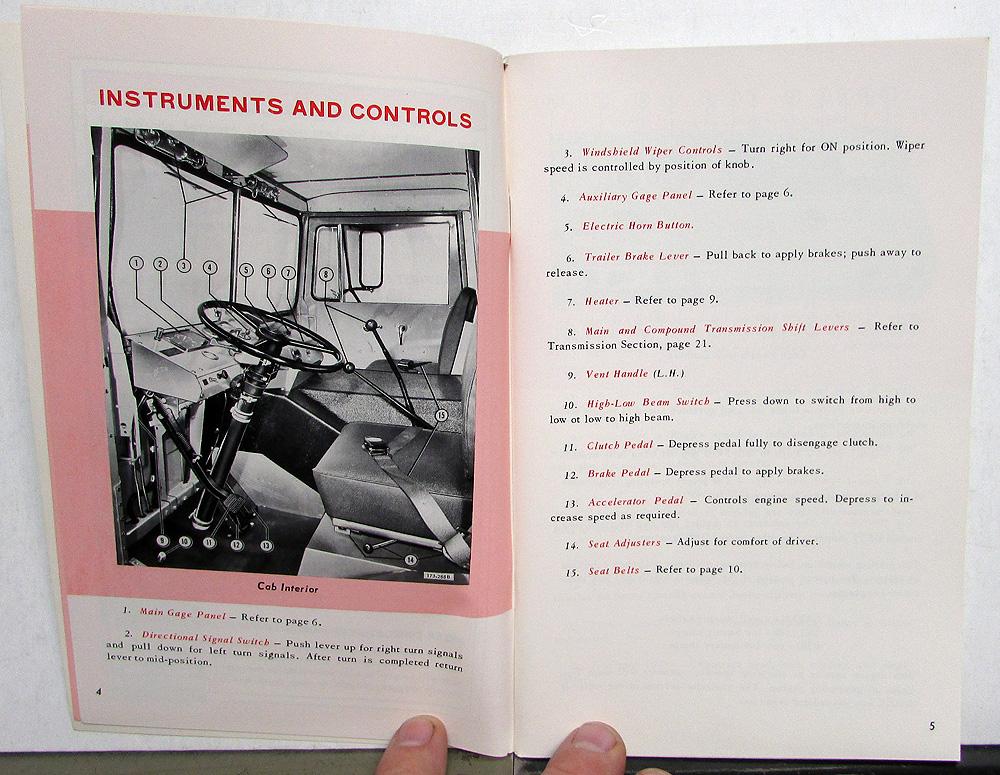 INSTRUMENTS AND CONTROLS
1 2 3 4 5 6 7 8
15
9 10 11 12 13
14
173-268B
Cab Interior
1. Main Gage Panel — Refer to page 6.
2. Directional Signal Switch — Push lever up for right turn signals
and pull down for left turn signals. After turn is completed return
lever to mid-position.
4
3. Windshield Wiper Controls — Turn right for ON position. Wiper
speed is controlled by position of knob.
4. Auxiliary Gage Panel — Refer to page 6.
5. Electric Horn Button.
6. Trailer Brake Lever — Pull back to apply brakes; push away to
release.
7. Heater — Refer to page 9.
8. Main and Compound Transmission Shift Levers — Refer to
Transmission Section, page 21.
9. Vent Handle (L.H.)
10. High-Low Beam Switch — Press down to switch from high to
low ot low to high beam.
11. Clutch Pedal — Depress pedal fully to disengage clutch.
12. Brake Pedal — Depress pedal to apply brakes.
13. Accelerator Pedal — Controls engine speed. Depress to in-
crease speed as required.
14. Seat Adjusters — Adjust for comfort of driver.
15. Seat Belts — Refer to page 10.
5